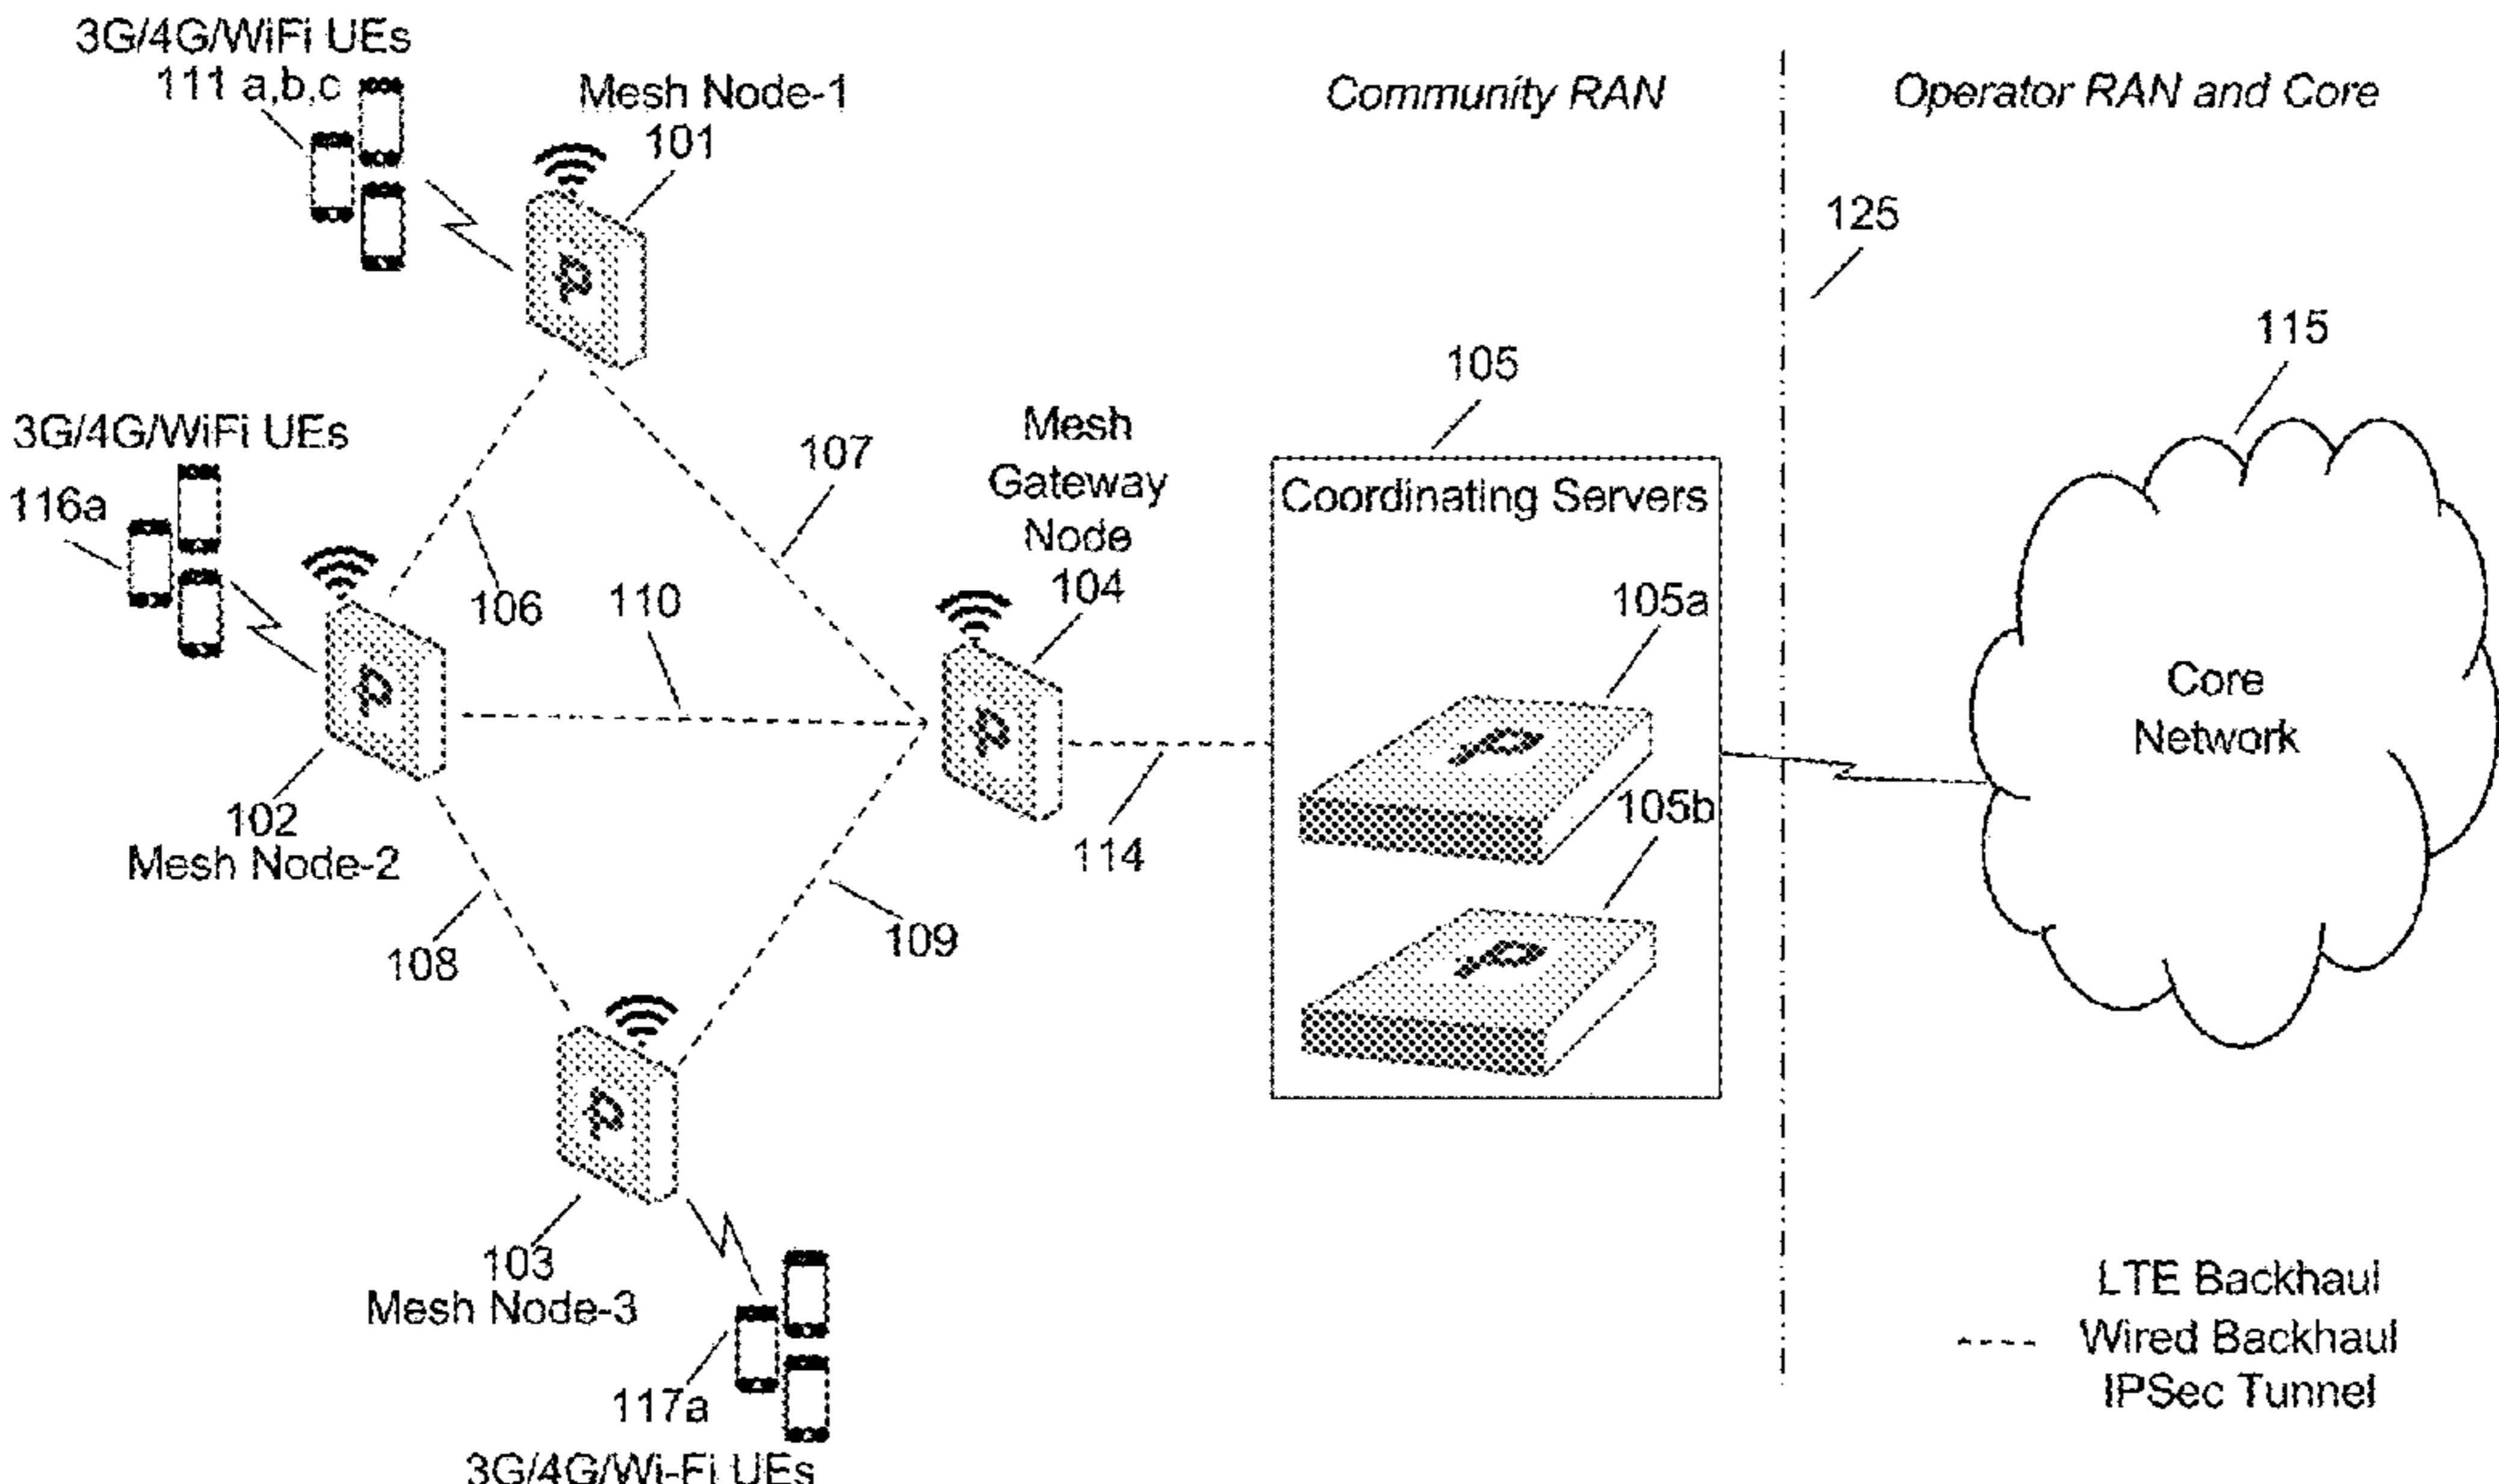 3G/4G/WiFi UEs
111 a,b,c
Mesh Node-1
101
Community RAN
Operator RAN and Core
125
115
105
3G/4G/WiFi UEs
116a
107
Mesh
Gateway
Node
104
Coordinating Servers
106
110
105a
Core
Network
102
Mesh Node-2
105b
114
108
109
103
Mesh Node-3
117a
3G/4G/Wi-Fi UEs
LTE Backhaul
Wired Backhaul
IPSec Tunnel